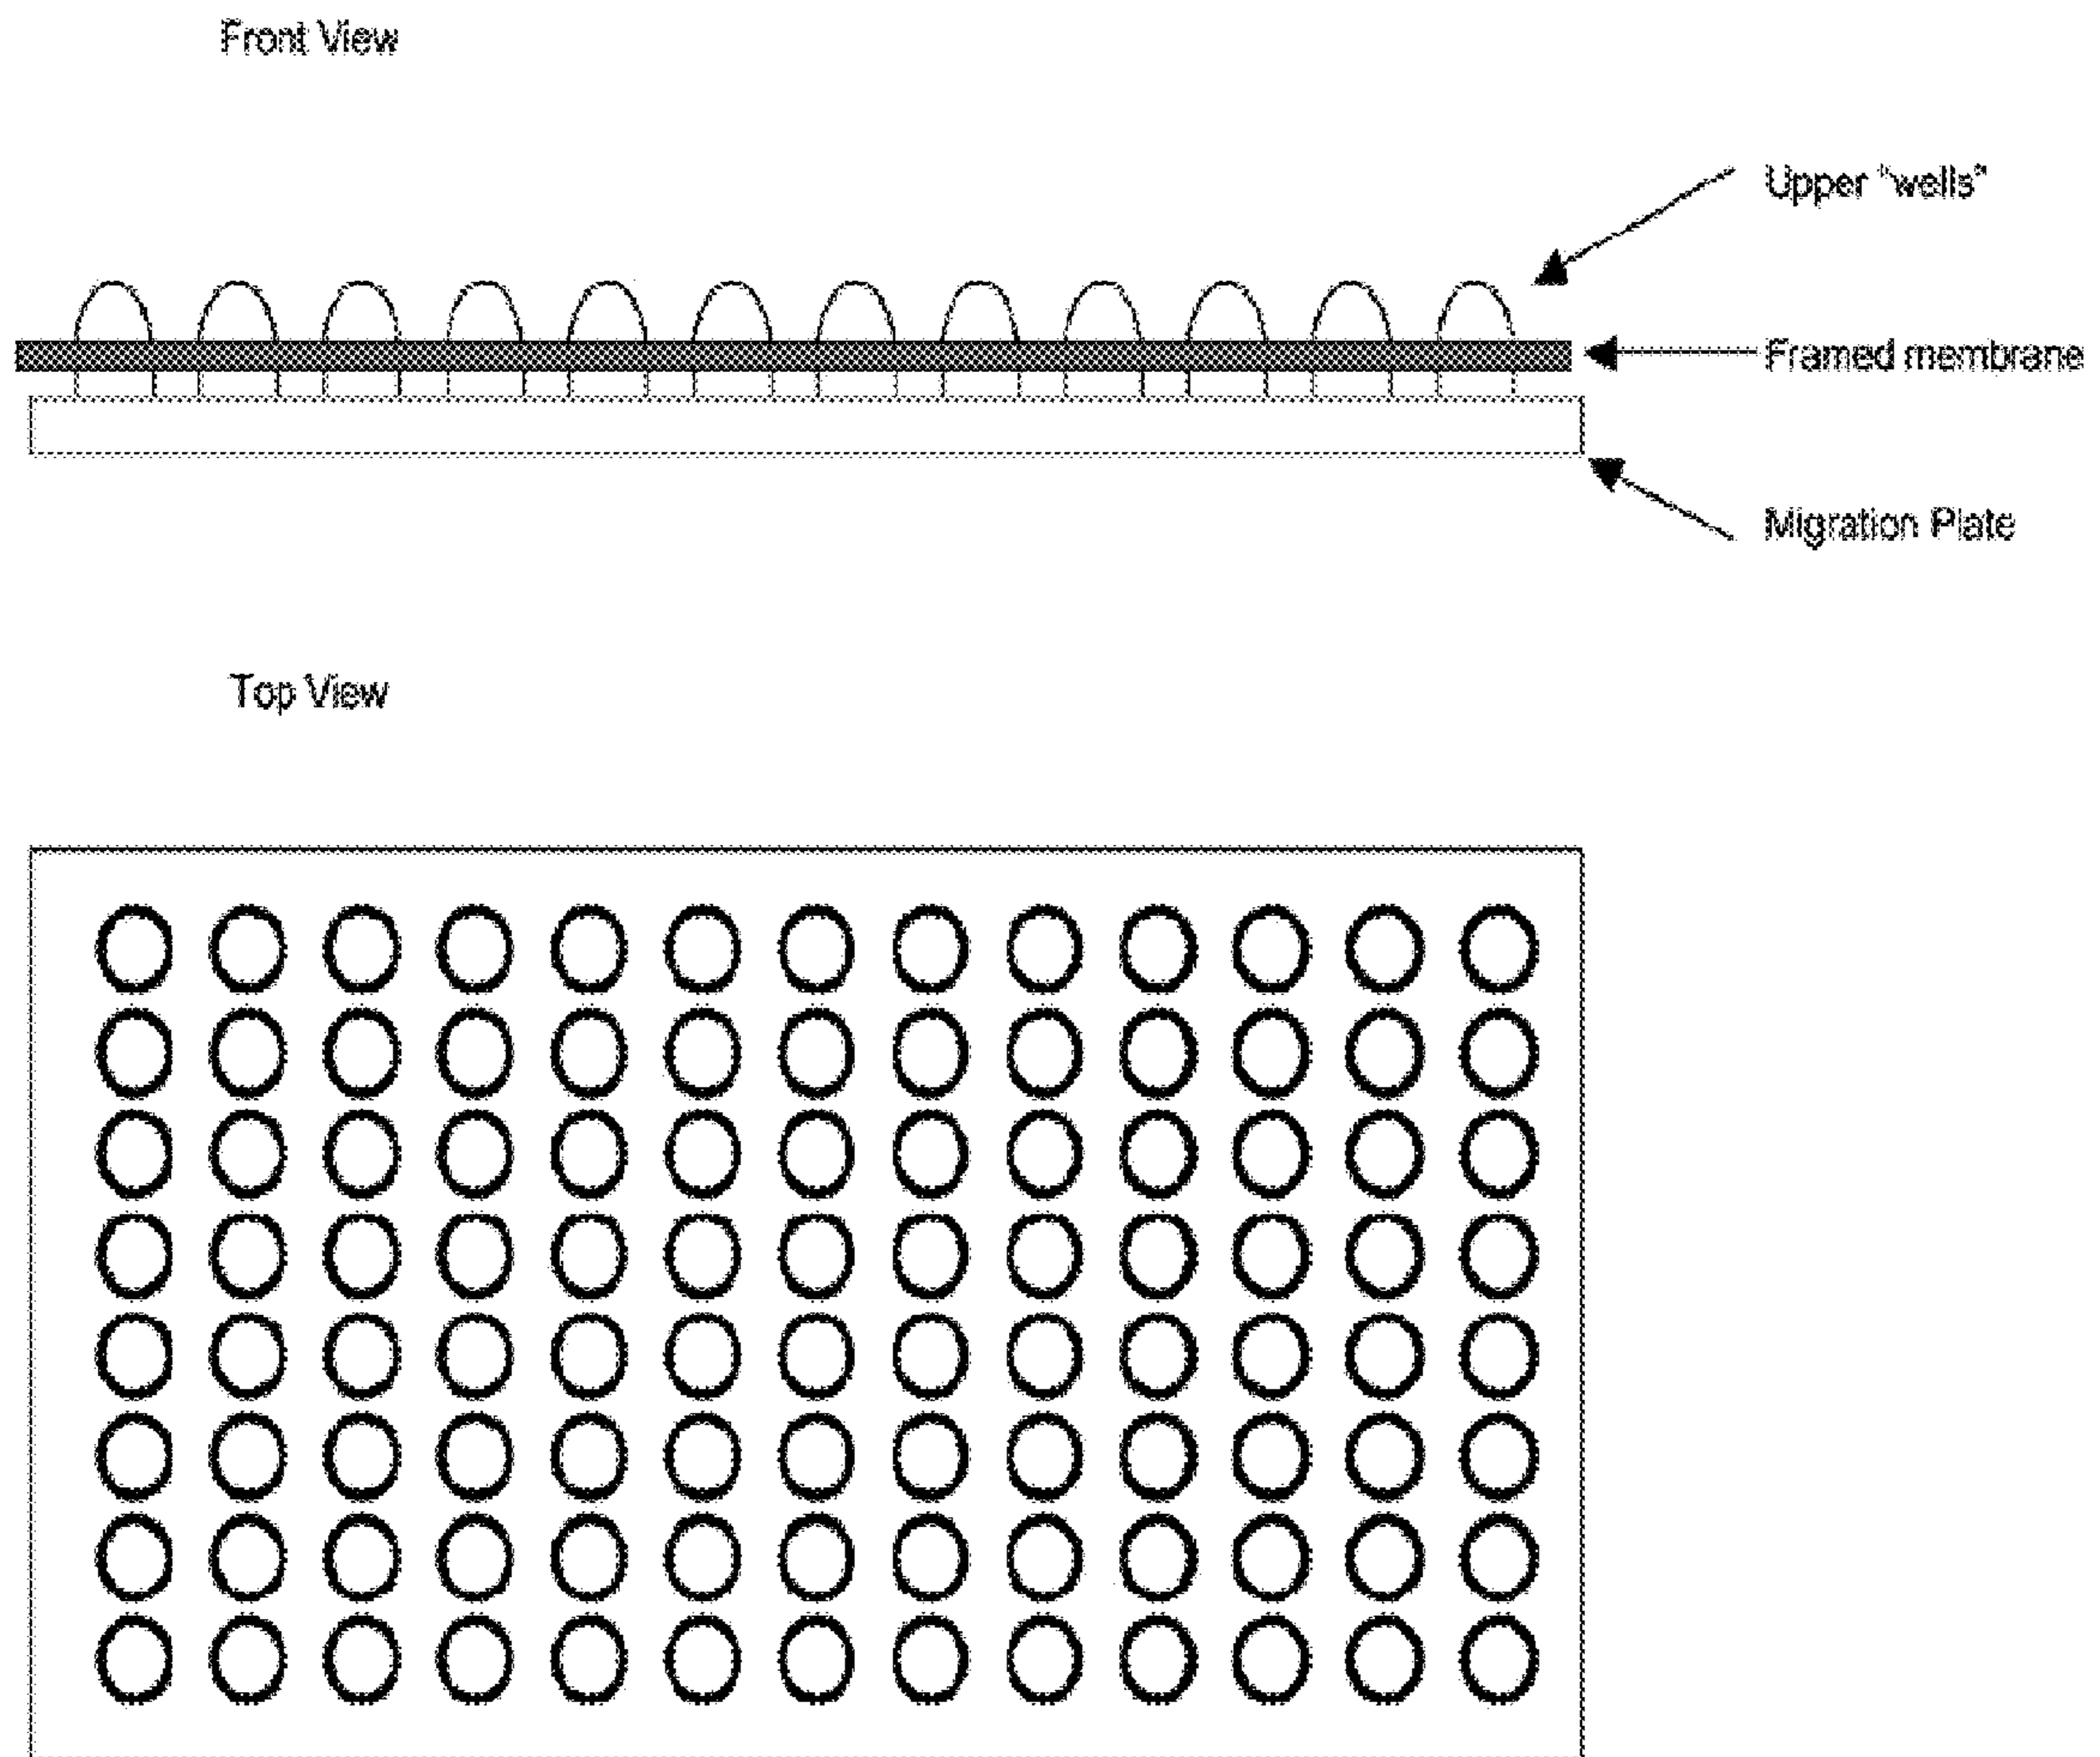 Front View
Upper "wells"
Framed membrane
Migration Plate
Top View